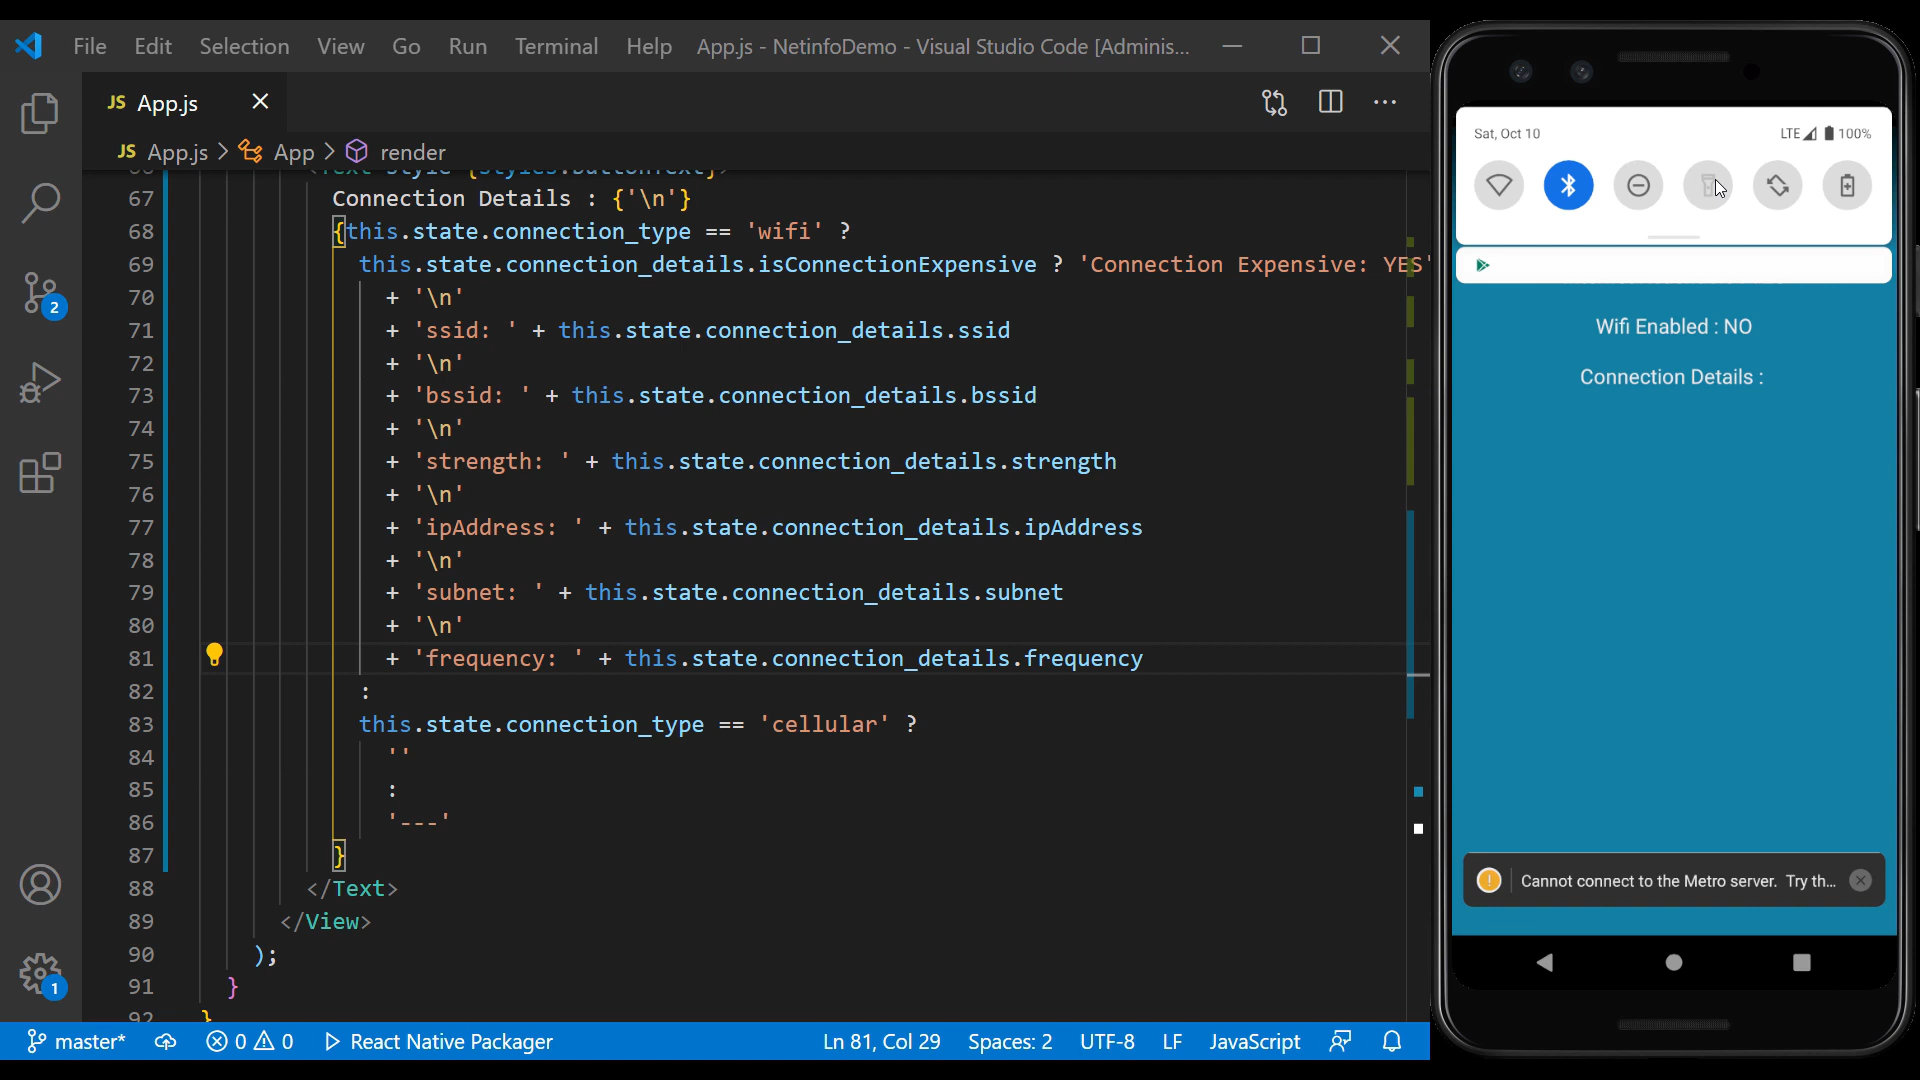 File Edit Selection View Go Run Terminal Help App.js - NetinfoDemo - Visual Studio Code [Adminis...
JS App.js
JS App.js > App > render
67 Connection Details : {'\n'}
68 {this.state.connection_type == 'wifi' ?
69 this.state.connection_details.isConnectionExpensive ? 'Connection Expensive: YES'
70 + '\n'
71 + 'ssid: ' + this.state.connection_details.ssid
72 + '\n'
73 + 'bssid: ' + this.state.connection_details.bssid
74 + '\n'
75 + 'strength: ' + this.state.connection_details.strength
76 + '\n'
77 + 'ipAddress: ' + this.state.connection_details.ipAddress
78 + '\n'
79 + 'subnet: ' + this.state.connection_details.subnet
80 + '\n'
81 + 'frequency: ' + this.state.connection_details.frequency
82 :
83 this.state.connection_type == 'cellular' ?
84 ''
85 :
86 '---'
87 }
88 </Text>
89 </View>
90 );
91 }
92 }
2
1
master* 0 0 React Native Packager Ln 81, Col 29 Spaces: 2 UTF-8 LF JavaScript
Sat, Oct 10 LTE 100%
Wifi Enabled : NO
Connection Details :
Cannot connect to the Metro server. Try th...